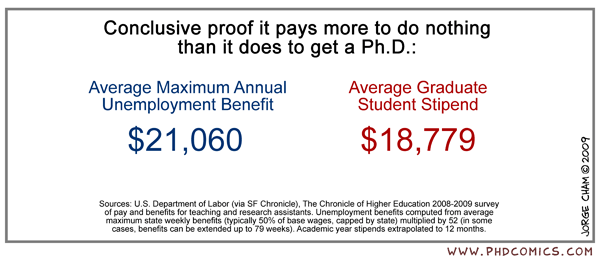 Conclusive proof it pays more to do nothing
than it does to get a Ph.D.:
Average Maximum Annual
Unemployment Benefit
$21,060
Average Graduate
Student Stipend
$18,779
Sources: U.S. Department of Labor (via SF Chronicle), The Chronicle of Higher Education 2008-2009 survey
of pay and benefits for teaching and research assistants. Unemployment benefits computed from average
maximum state weekly benefits (typically 50% of base wages, capped by state) multiplied by 52 (in some
cases, benefits can be extended up to 79 weeks). Academic year stipends extrapolated to 12 months.
JORGE CHAM © 2009
WWW.PHDCOMICS.COM